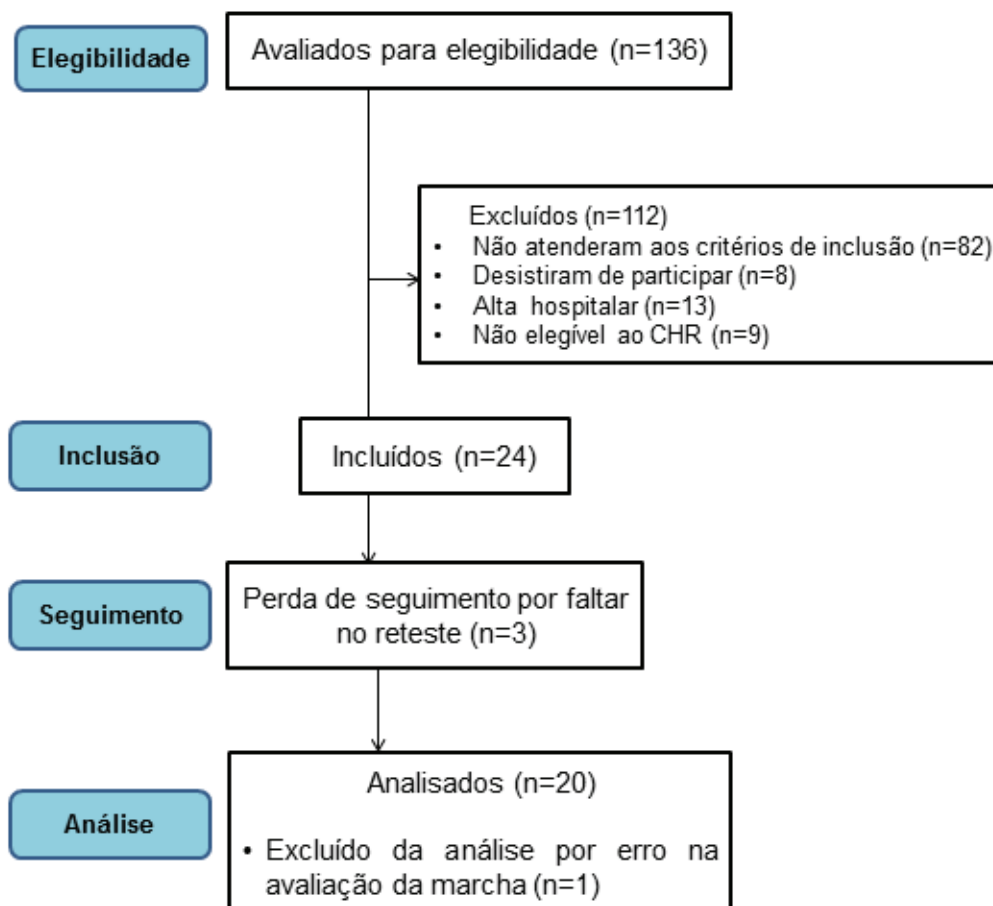 Elegibilidade
Avaliados para elegibilidade (n=136)
Excluídos (n=112)
• Não atenderam aos critérios de inclusão (n=82)
• Desistiram de participar (n=8)
• Alta hospitalar (n=13)
• Não elegível ao CHR (n=9)
Inclusão
Incluídos (n=24)
Seguimento
Perda de seguimento por faltar
no reteste (n=3)
Análise
Analisados (n=20)
• Excluído da análise por erro na
avaliação da marcha (n=1)